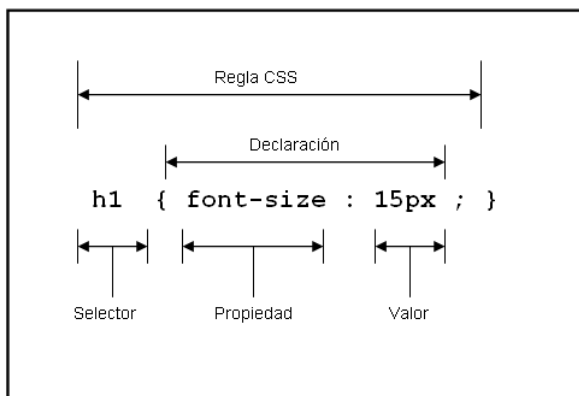 Regla CSS
Declaración
h1 { font-size : 15px ; }
Selector Propiedad Valor